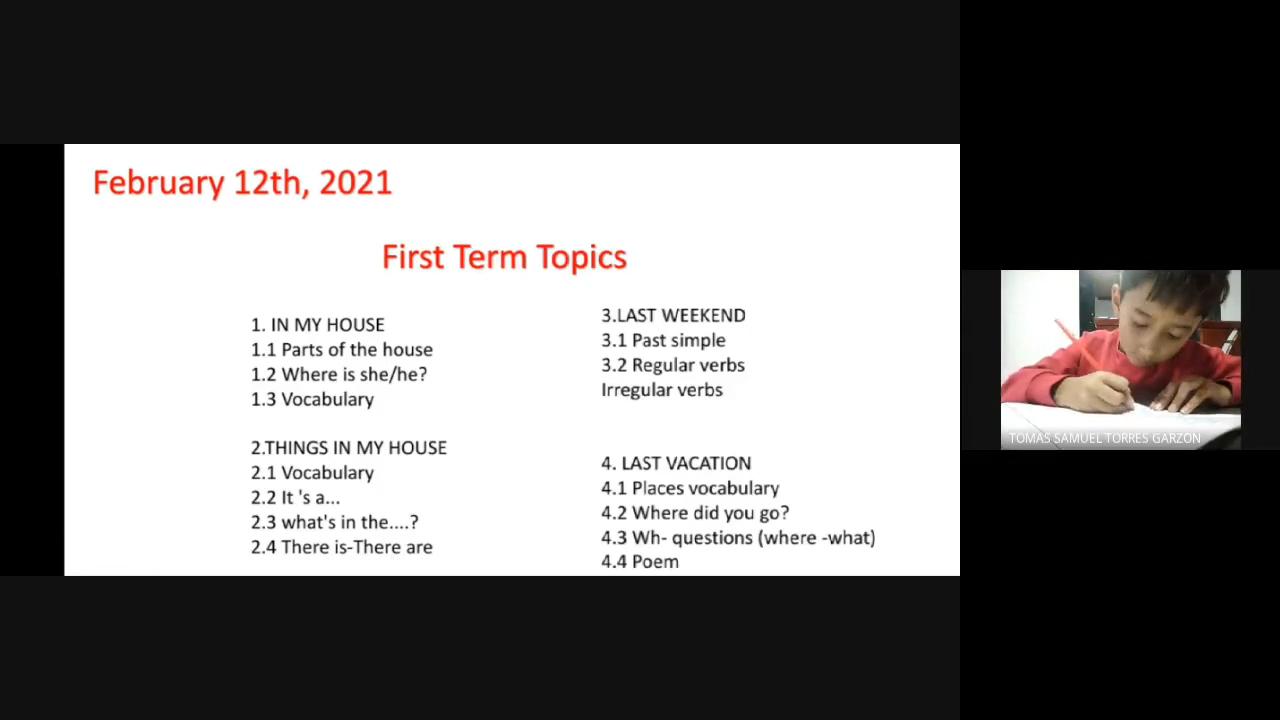 February 12th, 2021
First Term Topics
1. IN MY HOUSE
1.1 Parts of the house
1.2 Where is she/he?
1.3 Vocabulary
2.THINGS IN MY HOUSE
2.1 Vocabulary
2.2 It 's a...
2.3 what's in the....?
2.4 There is-There are
3.LAST WEEKEND
3.1 Past simple
3.2 Regular verbs
Irregular verbs
4. LAST VACATION
4.1 Places vocabulary
4.2 Where did you go?
4.3 Wh- questions (where -what)
4.4 Poem
TOMAS SAMUEL TORRES GARZON